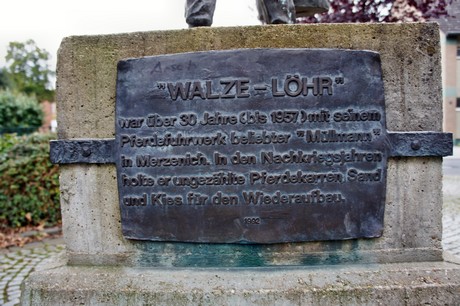 "WALZE-LÖHR"
war über 30 Jahre (bis 1957) mit seinem
Pferdefuhrwerk beliebter "Müllmann"
in Merzenich. In den Nachkriegsjahren
holte er ungezählte Pferdekarren Sand
und Kies für den Wiederaufbau.
1992